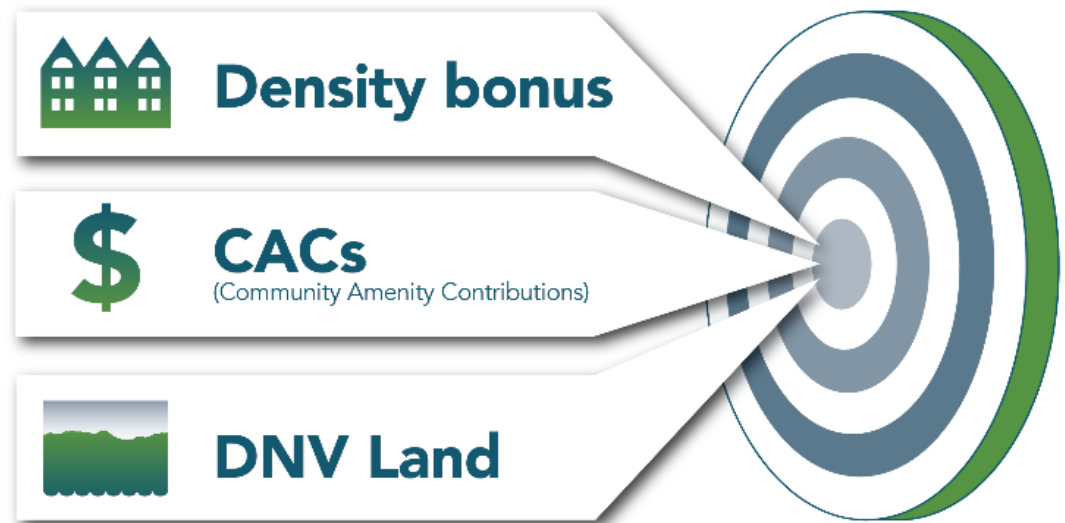 Density bonus
$
CACs
(Community Amenity Contributions)
DNV Land